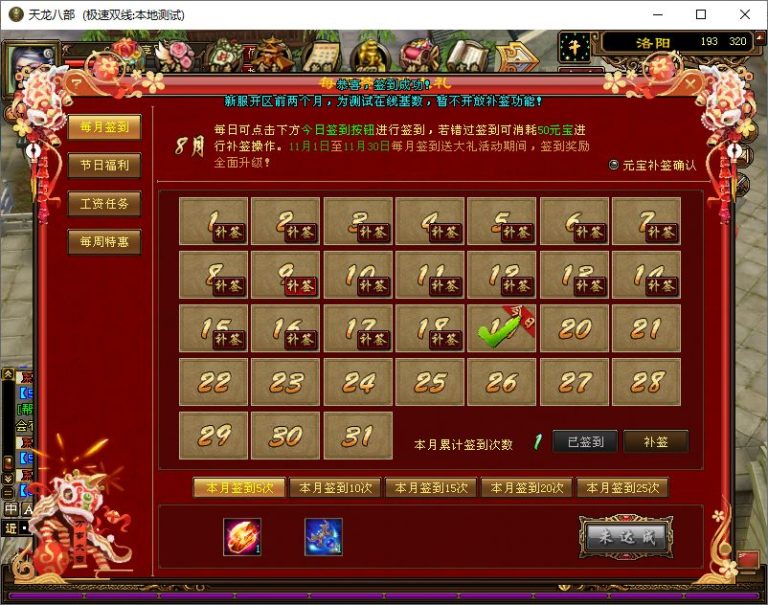 天龙八部 (极速双线:本地测试)
洛阳 193 320
恭喜,签到成功!
新服开区前两个月,为测试在线基数,暂不开放补签功能!
每月签到
节日福利
工资任务
每周特惠
8月
每日可点击下方今日签到按钮进行签到,若错过签到可消耗50元宝进
行补签操作。11月1日至11月30日每月签到送大礼活动期间,签到奖励
全面升级!
元宝补签确认
1 补签 2 补签 3 补签 4 补签 5 补签 6 补签 7 补签
8 补签 9 补签 10 补签 11 补签 12 补签 13 补签 14 补签
15 补签 16 补签 17 补签 18 补签 19 20 21
22 23 24 25 26 27 28
29 30 31
本月累计签到次数 1 已签到 补签
本月签到5次 本月签到10次 本月签到15次 本月签到20次 本月签到25次
1 1
未达成